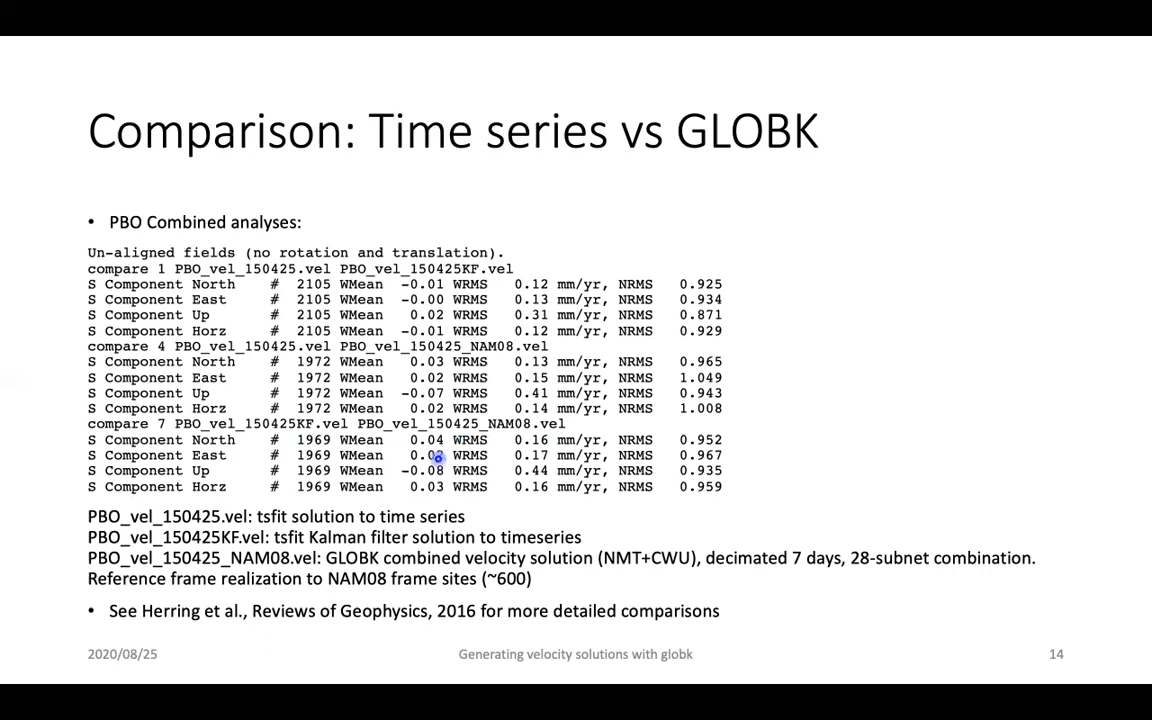 Comparison: Time series vs GLOBK
• PBO Combined analyses:
Un-aligned fields (no rotation and translation).
compare 1 PBO_vel_150425.vel PBO_vel_150425KF.vel
S Component North # 2105 WMean -0.01 WRMS 0.12 mm/yr, NRMS 0.925
S Component East # 2105 WMean -0.00 WRMS 0.13 mm/yr, NRMS 0.934
S Component Up # 2105 WMean 0.02 WRMS 0.31 mm/yr, NRMS 0.871
S Component Horz # 2105 WMean -0.01 WRMS 0.12 mm/yr, NRMS 0.929
compare 4 PBO_vel_150425.vel PBO_vel_150425_NAM08.vel
S Component North # 1972 WMean 0.03 WRMS 0.13 mm/yr, NRMS 0.965
S Component East # 1972 WMean 0.02 WRMS 0.15 mm/yr, NRMS 1.049
S Component Up # 1972 WMean -0.07 WRMS 0.41 mm/yr, NRMS 0.943
S Component Horz # 1972 WMean 0.02 WRMS 0.14 mm/yr, NRMS 1.008
compare 7 PBO_vel_150425KF.vel PBO_vel_150425_NAM08.vel
S Component North # 1969 WMean 0.04 WRMS 0.16 mm/yr, NRMS 0.952
S Component East # 1969 WMean WRMS 0.17 mm/yr, NRMS 0.967
S Component Up # 1969 WMean -0.08 WRMS 0.44 mm/yr, NRMS 0.935
S Component Horz # 1969 WMean 0.03 WRMS 0.16 mm/yr, NRMS 0.959
PBO_vel_150425.vel: tsfit solution to time series
PBO_vel_150425KF.vel: tsfit Kalman filter solution to timeseries
PBO_vel_150425_NAM08.vel: GLOBK combined velocity solution (NMT+CWU), decimated 7 days, 28-subnet combination.
Reference frame realization to NAM08 frame sites (~600)
• See Herring et al., Reviews of Geophysics, 2016 for more detailed comparisons
2020/08/25
Generating velocity solutions with globk
14